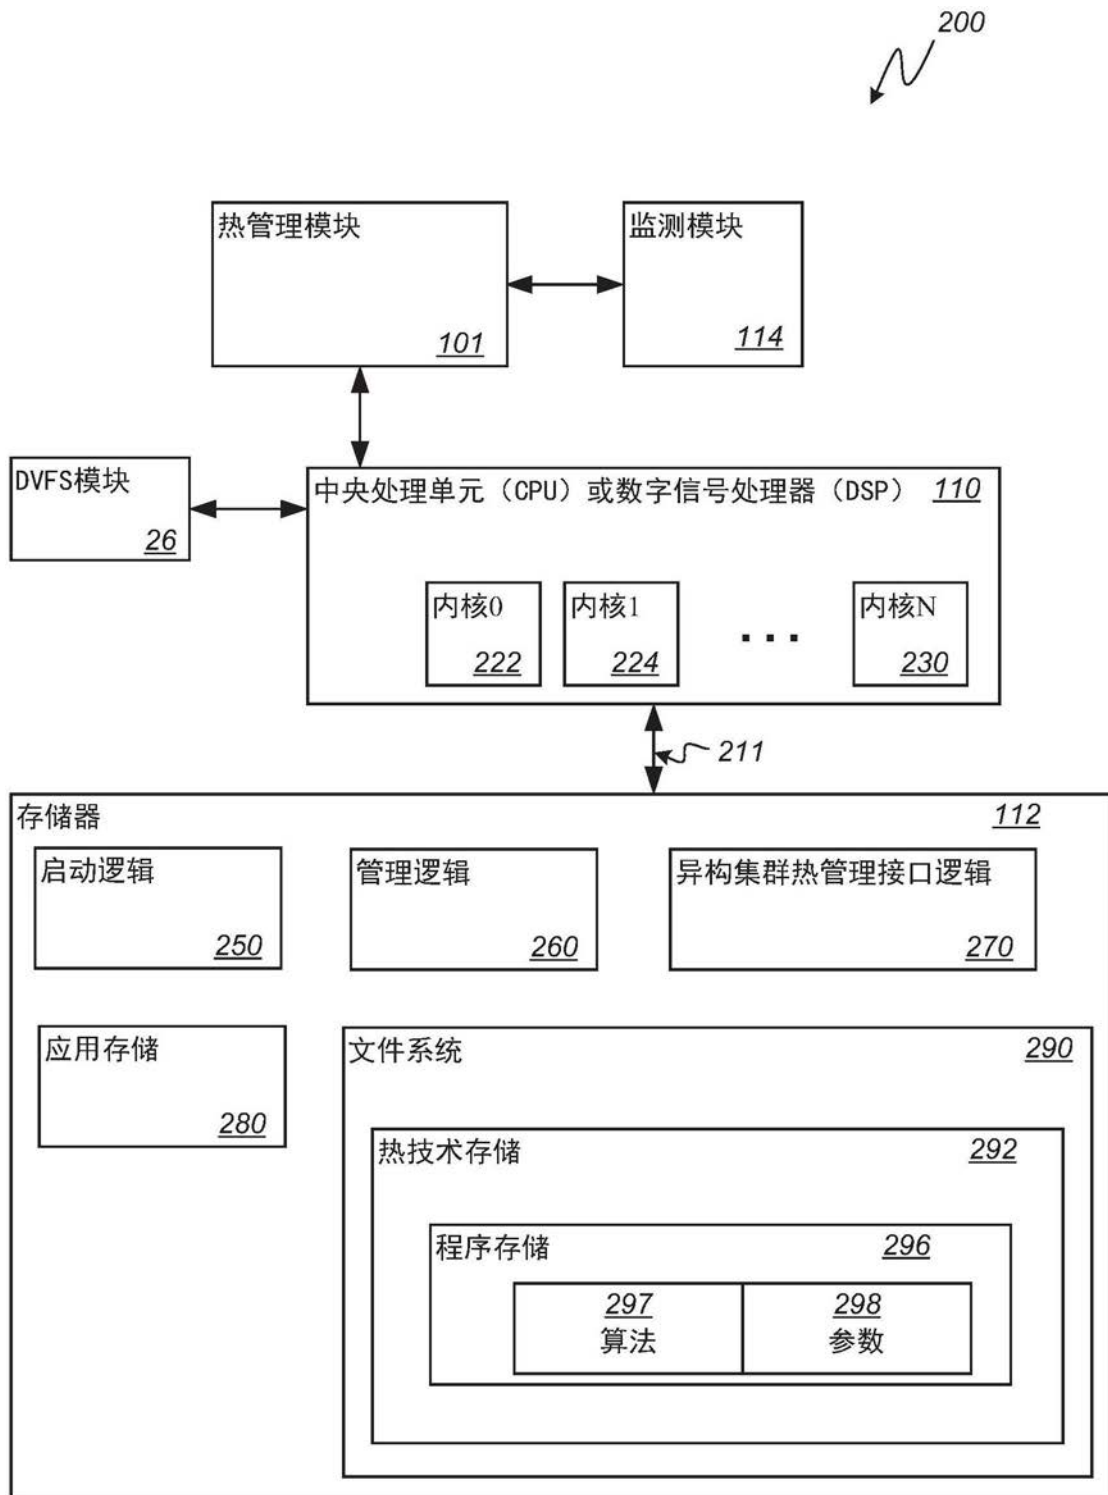 200
热管理模块
101
监测模块
114
DVFS模块
26
中央处理单元（CPU）或数字信号处理器（DSP） 110
内核0
222
内核1
224
...
内核N
230
211
存储器 112
启动逻辑
250
管理逻辑
260
异构集群热管理接口逻辑
270
应用存储
280
文件系统 290
热技术存储 292
程序存储 296
297
算法
298
参数